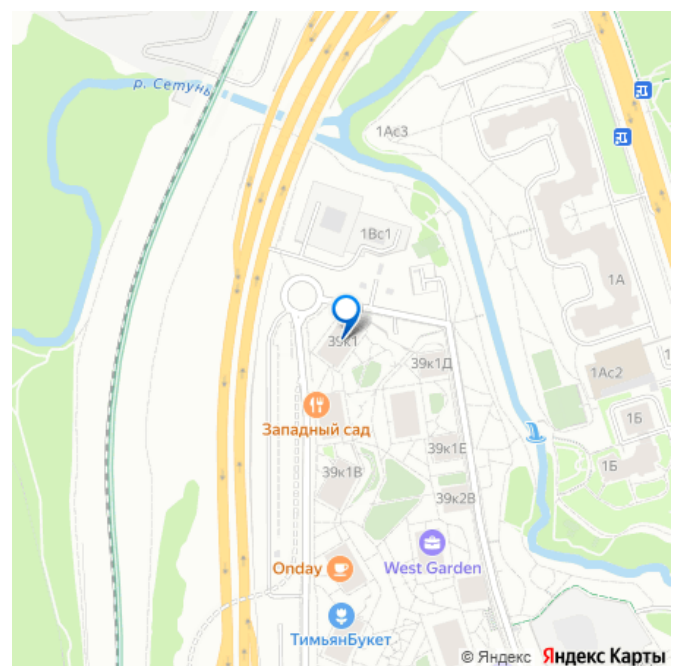 р. Сетунь
1Ас3
1Вс1
1А
39к1
39к1Д
1Ас2
Западный сад
1Б
39к1Е
1Б
39к1В
39к2В
Onday
West Garden
ТимьянБукет
© Яндекс Яндекс Карты